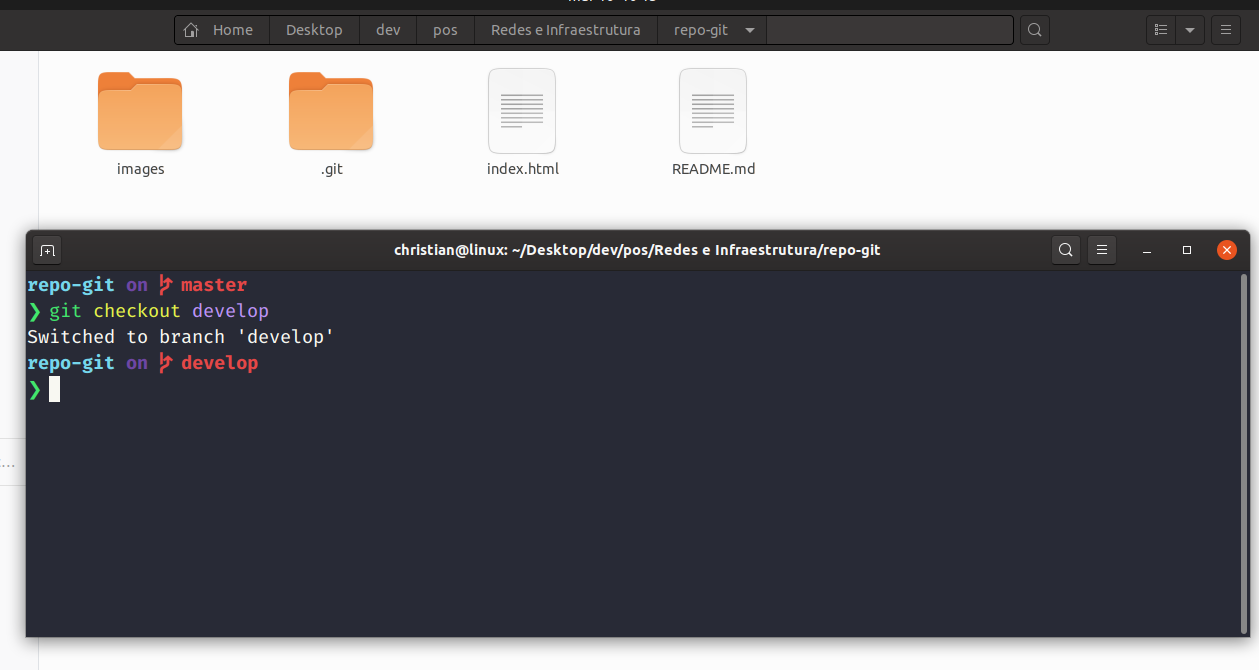 Home Desktop dev pos Redes e Infraestrutura repo-git
images .git index.html README.md
christian@linux: ~/Desktop/dev/pos/Redes e Infraestrutura/repo-git
repo-git on master
❯ git checkout develop
Switched to branch 'develop'
repo-git on develop
❯